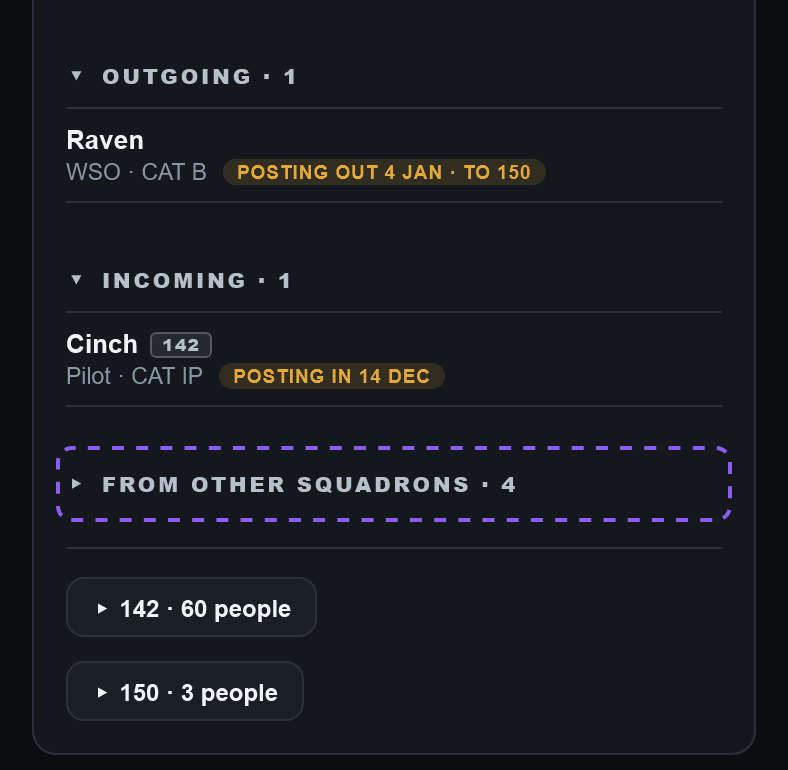 ▼ OUTGOING · 1
Raven
WSO · CAT B POSTING OUT 4 JAN · TO 150
▼ INCOMING · 1
Cinch 142
Pilot · CAT IP POSTING IN 14 DEC
▶ FROM OTHER SQUADRONS · 4
▶ 142 · 60 people
▶ 150 · 3 people